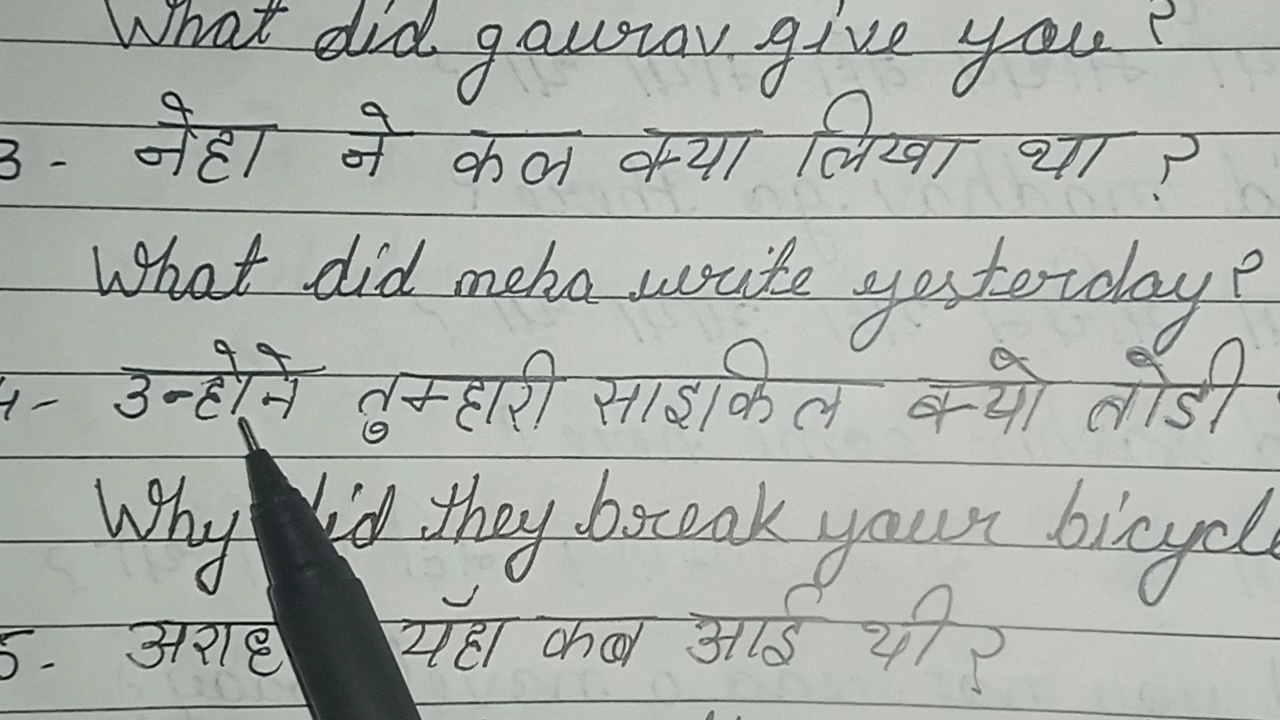 What did gaurav give you?
3- नेहा ने कल क्या लिखा था?
What did neha write yesterday?
4- उन्होने तुम्हारी साइकिल क्यो तोडी
Why did they break your bicycle
5- यँहा कब आई थी?